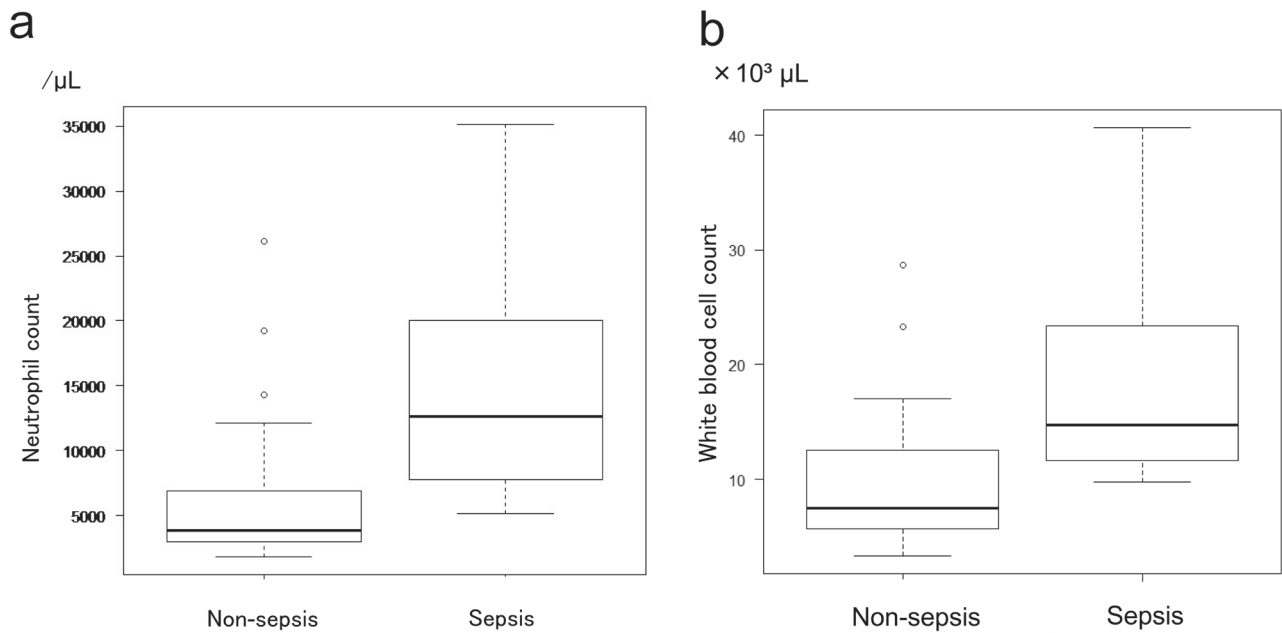 a
/μL
Neutrophil count
35000
30000
25000
20000
15000
10000
5000
Non-sepsis
Sepsis
b
×10³ μL
White blood cell count
40
30
20
10
Non-sepsis
Sepsis